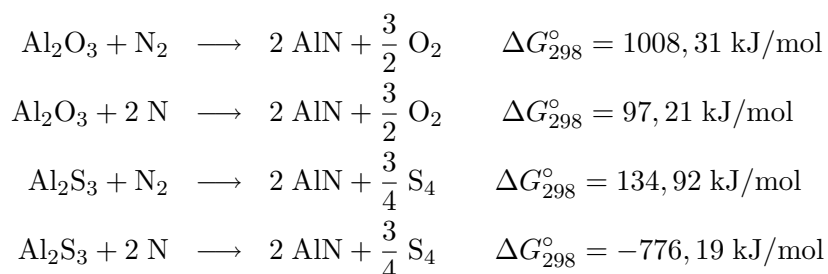 Al₂O₃ + N₂ ⟶ 2 AlN + 3/2 O₂ ΔG°₂₉₈ = 1008, 31 kJ/mol
Al₂O₃ + 2 N ⟶ 2 AlN + 3/2 O₂ ΔG°₂₉₈ = 97, 21 kJ/mol
Al₂S₃ + N₂ ⟶ 2 AlN + 3/4 S₄ ΔG°₂₉₈ = 134, 92 kJ/mol
Al₂S₃ + 2 N ⟶ 2 AlN + 3/4 S₄ ΔG°₂₉₈ = −776, 19 kJ/mol